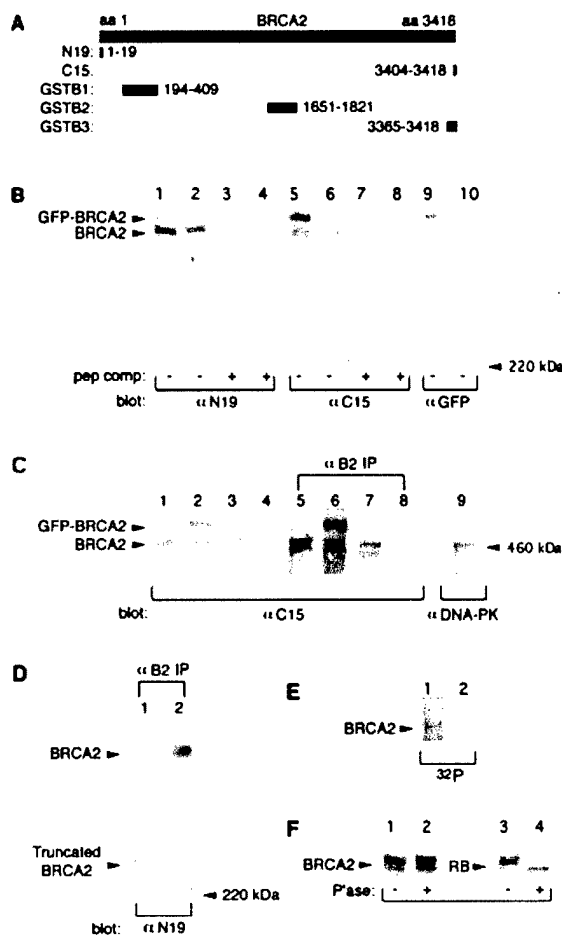 A
aa 1 BRCA2 aa 3418
N19: 1-19
C15: 3404-3418
GSTB1: 194-409
GSTB2: 1651-1821
GSTB3: 3365-3418
B
1 2 3 4 5 6 7 8 9 10
GFP-BRCA2
BRCA2
220 kDa
pep comp: - - + + - - + + - -
blot: αN19 αC15 αGFP
C
α B2 IP
1 2 3 4 5 6 7 8 9
GFP-BRCA2
BRCA2
460 kDa
blot: αC15 αDNA-PK
D
α B2 IP
1 2
BRCA2
Truncated
BRCA2
220 kDa
blot: αN19
E
1 2
BRCA2
32P
F
1 2 3 4
BRCA2 RB
P'ase: - + - +